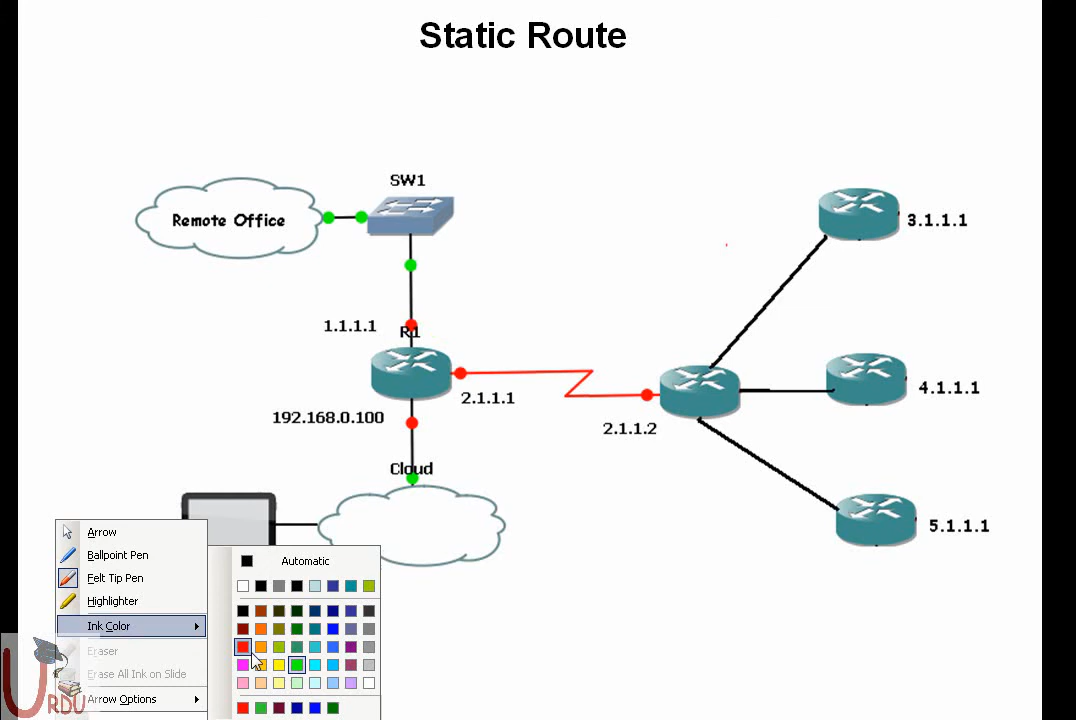 Static Route
SW1
Remote Office
3.1.1.1
1.1.1.1
R1
2.1.1.1
4.1.1.1
192.168.0.100
2.1.1.2
Cloud
5.1.1.1
Arrow
Ballpoint Pen
Felt Tip Pen
Highlighter
Ink Color
Eraser
Erase All Ink on Slide
Arrow Options
Automatic
URDU